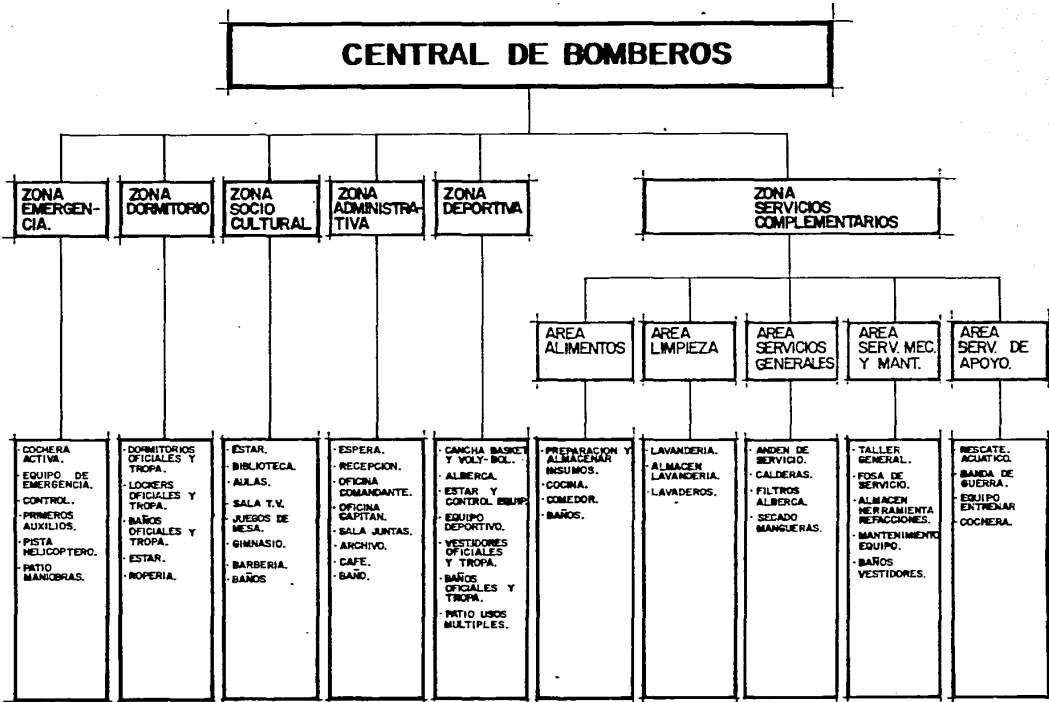 CENTRAL DE BOMBEROS
ZONA
EMERGEN-
CIA.
ZONA
DORMITORIO
ZONA
SOCIO
CULTURAL
ZONA
ADMINISTRA-
TIVA
ZONA
DEPORTIVA
ZONA
SERVICIOS
COMPLEMENTARIOS
AREA
ALIMENTOS
AREA
LIMPIEZA
AREA
SERVICIOS
GENERALES
AREA
SERV. MEC.
Y MANT.
AREA
SERV. DE
APOYO.
· COCHERA
ACTIVA.
· EQUIPO DE
EMERGENCIA.
· CONTROL.
· PRIMEROS
AUXILIOS.
· PISTA
HELICOPTERO.
· PATIO
MANIOBRAS.
· DORMITORIOS
OFICIALES Y
TROPA.
· LOCKERS
OFICIALES Y
TROPA.
· BAÑOS
OFICIALES Y
TROPA.
· ESTAR.
· ROPERIA.
· ESTAR.
· BIBLIOTECA.
· AULAS.
· SALA T.V.
· JUEGOS DE
MESA.
· GIMNASIO.
· BARBERIA.
· BAÑOS
· ESPERA.
· RECEPCION.
· OFICINA
COMANDANTE.
· OFICINA
CAPITAN.
· SALA JUNTAS.
· ARCHIVO.
· CAFE.
· BAÑO.
· CANCHA BASKET
Y VOLY-BOL.
· ALBERCA.
· ESTAR Y
CONTROL EQUIP.
· EQUIPO
DEPORTIVO.
· VESTIDORES
OFICIALES
Y TROPA.
· BAÑOS
OFICIALES Y
TROPA.
· PATIO USOS
MULTIPLES.
· PREPARACION Y
ALMACENAR
INSUMOS.
· COCINA.
· COMEDOR.
· BAÑOS.
· LAVANDERIA.
· ALMACEN
LAVANDERIA.
· LAVADEROS.
· ANDEN DE
SERVICIO.
· CALDERAS.
· FILTROS
ALBERCA.
· SECADO
MANGUERAS.
· TALLER
GENERAL.
· FOSA DE
SERVICIO.
· ALMACEN
HERRAMIENTA
REFACCIONES.
· MANTENIMIENTO
EQUIPO.
· BAÑOS
VESTIDORES.
· RESCATE
ACUATICO.
· BANDA DE
GUERRA.
· EQUIPO
ENTRENAR
· COCHERA.